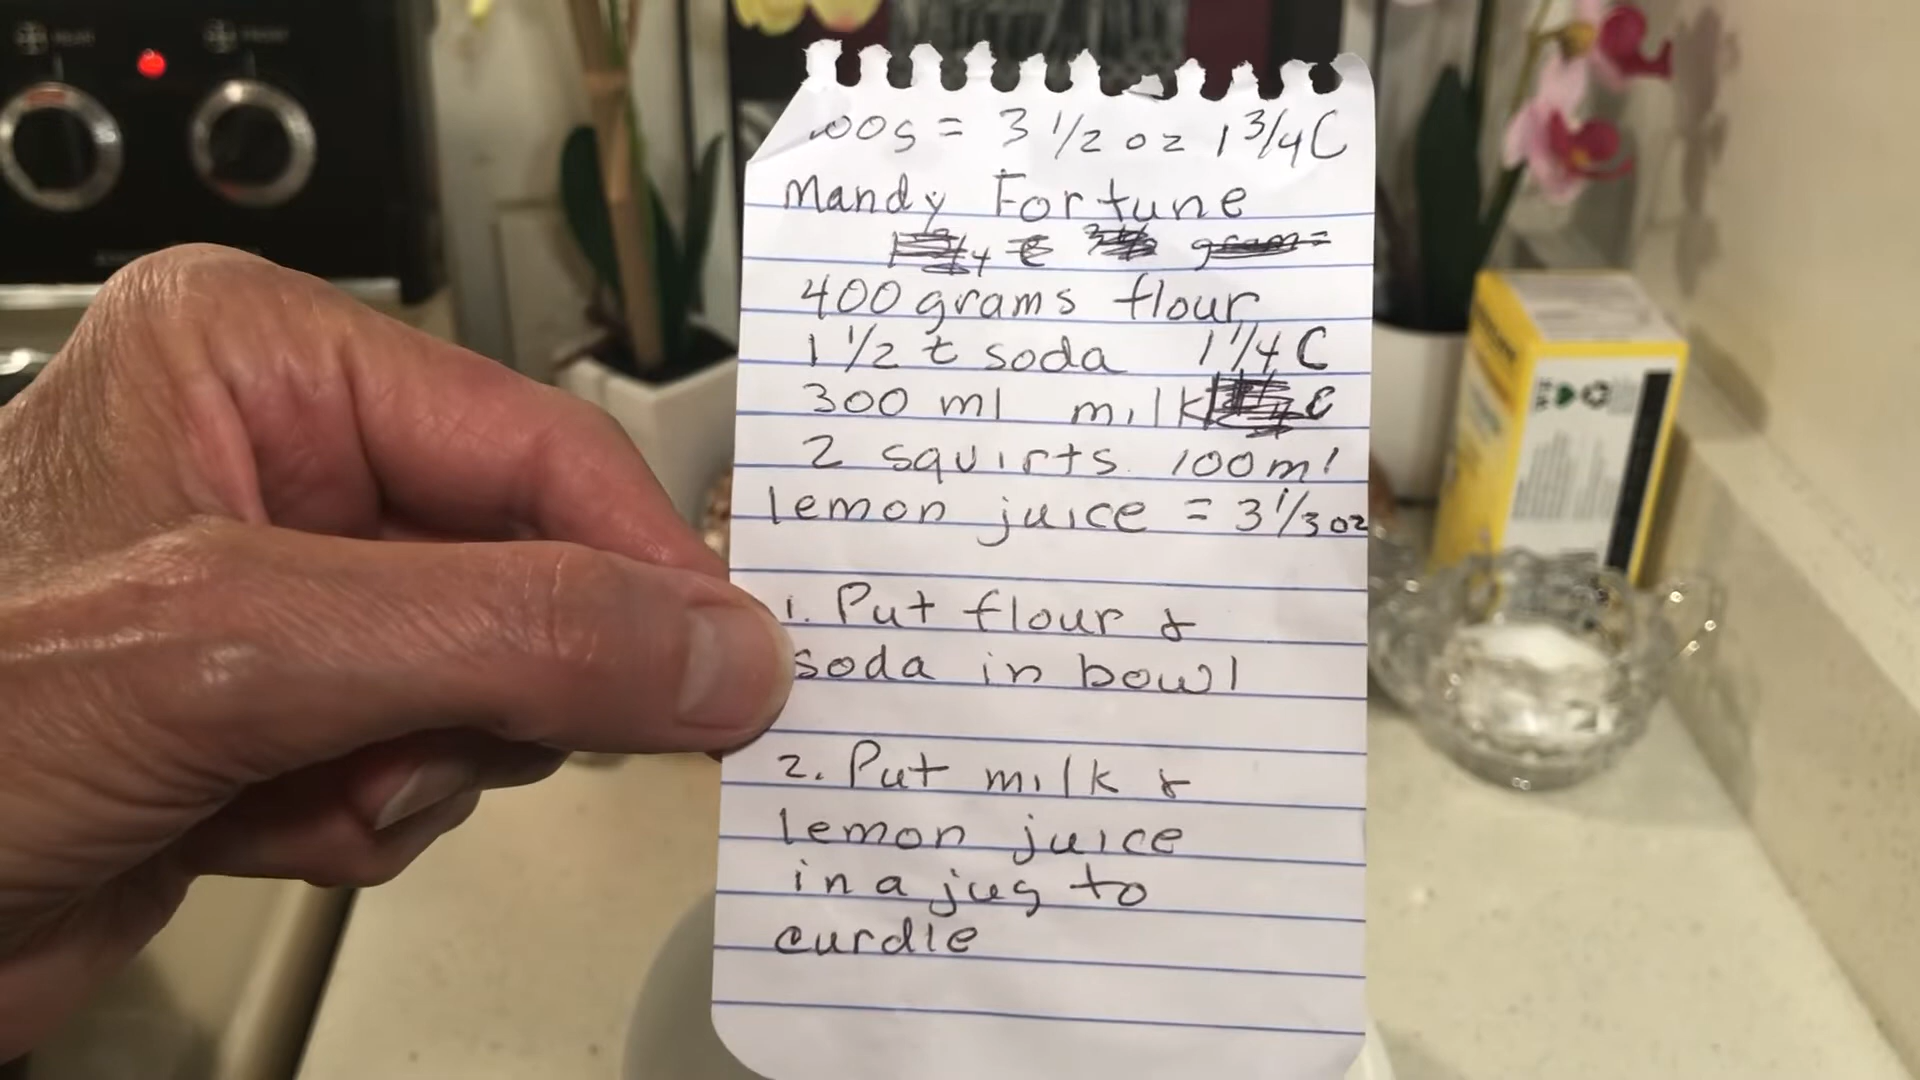 00g = 3 1/2 oz 1 3/4 C
Mandy Fortune
400 grams flour
1 1/2 t soda 1 1/4 C
300 ml milk C
2 squirts 100 ml
lemon juice = 3 1/3 oz
1. Put flour &
soda in bowl
2. Put milk &
lemon juice
in a jug to
curdle